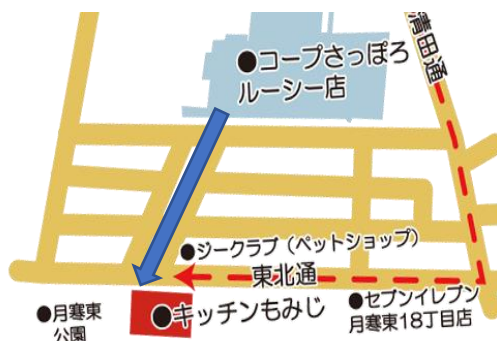 清田通
●コープさっぽろ
ルーシー店
●ジークラブ（ペットショップ）
東北通
●月寒東
公園
●キッチンもみじ
●セブンイレブン
月寒東18丁目店